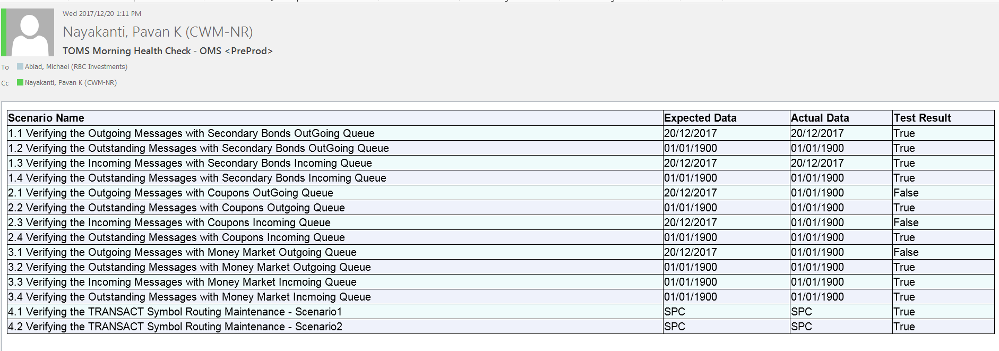 Wed 2017/12/20 1:11 PM
Nayakanti, Pavan K (CWM-NR)
TOMS Morning Health Check - OMS <PreProd>
To Abiad, Michael (RBC Investments)
Cc Nayakanti, Pavan K (CWM-NR)
Scenario Name Expected Data Actual Data Test Result
1.1 Verifying the Outgoing Messages with Secondary Bonds OutGoing Queue 20/12/2017 20/12/2017 True
1.2 Verifying the Outstanding Messages with Secondary Bonds OutGoing Queue 01/01/1900 01/01/1900 True
1.3 Verifying the Incoming Messages with Secondary Bonds Incoming Queue 20/12/2017 20/12/2017 True
1.4 Verifying the Outstanding Messages with Secondary Bonds Incoming Queue 01/01/1900 01/01/1900 True
2.1 Verifying the Outgoing Messages with Coupons OutGoing Queue 20/12/2017 01/01/1900 False
2.2 Verifying the Outstanding Messages with Coupons Outgoing Queue 01/01/1900 01/01/1900 True
2.3 Verifying the Incoming Messages with Coupons Incoming Queue 20/12/2017 01/01/1900 False
2.4 Verifying the Outstanding Messages with Coupons Incoming Queue 01/01/1900 01/01/1900 True
3.1 Verifying the Outgoing Messages with Money Market Outgoing Queue 20/12/2017 01/01/1900 False
3.2 Verifying the Outstanding Messages with Money Market Outgoing Queue 01/01/1900 01/01/1900 True
3.3 Verifying the Incoming Messages with Money Market Incmoing Queue 01/01/1900 01/01/1900 True
3.4 Verifying the Outstanding Messages with Money Market Incmoing Queue 01/01/1900 01/01/1900 True
4.1 Verifying the TRANSACT Symbol Routing Maintenance - Scenario1 SPC SPC True
4.2 Verifying the TRANSACT Symbol Routing Maintenance - Scenario2 SPC SPC True